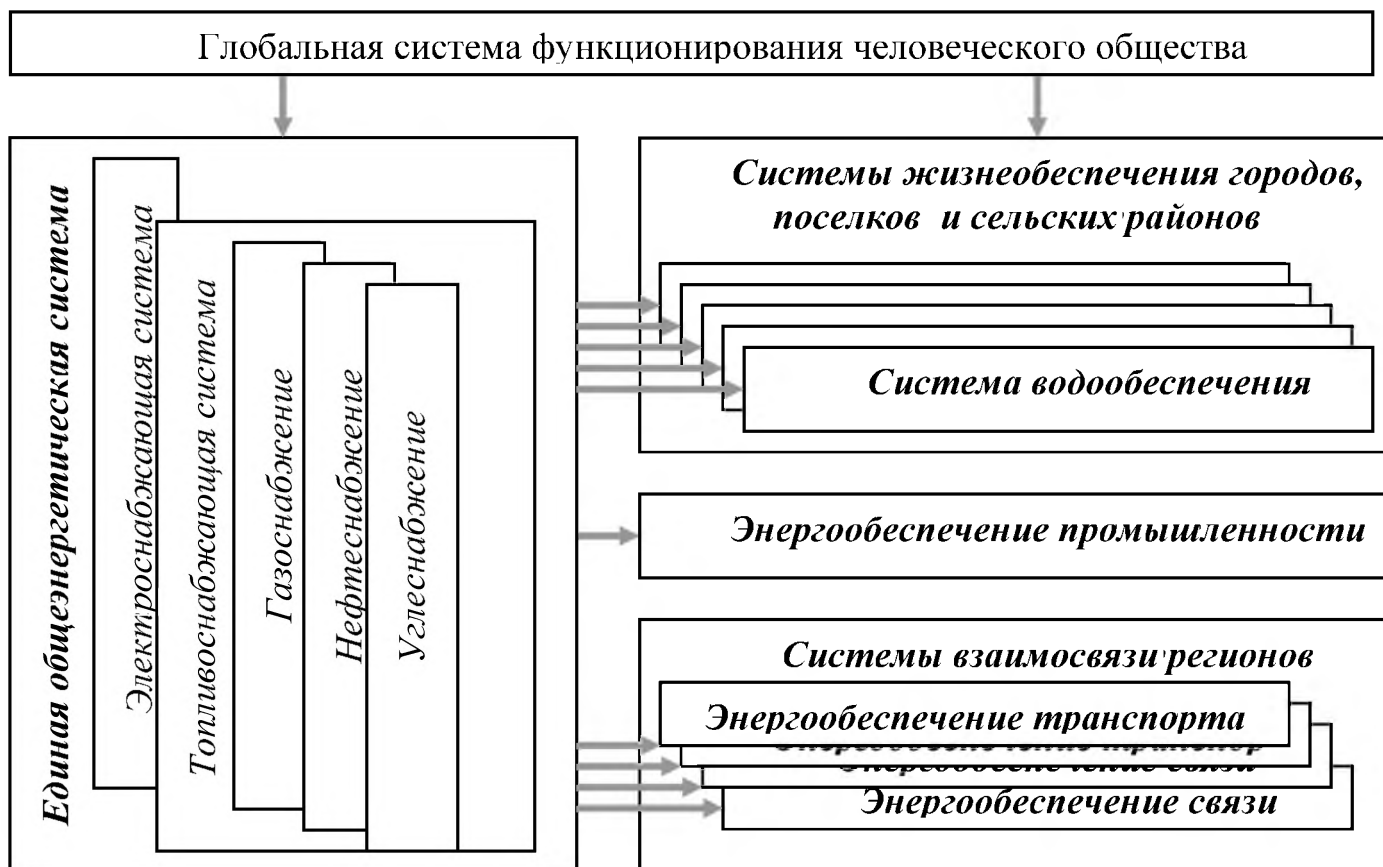 Глобальная система функционирования человеческого общества
Единая общеэнергетическая система
Электроснабжающая система
Топливоснабжающая система
Газоснабжение
Нефтеснабжение
Углеснабжение
Системы жизнеобеспечения городов,
поселков и сельских районов
Система водообеспечения
Энергообеспечение промышленности
Системы взаимосвязи регионов
Энергообеспечение транспорта
Энергообеспечение связи